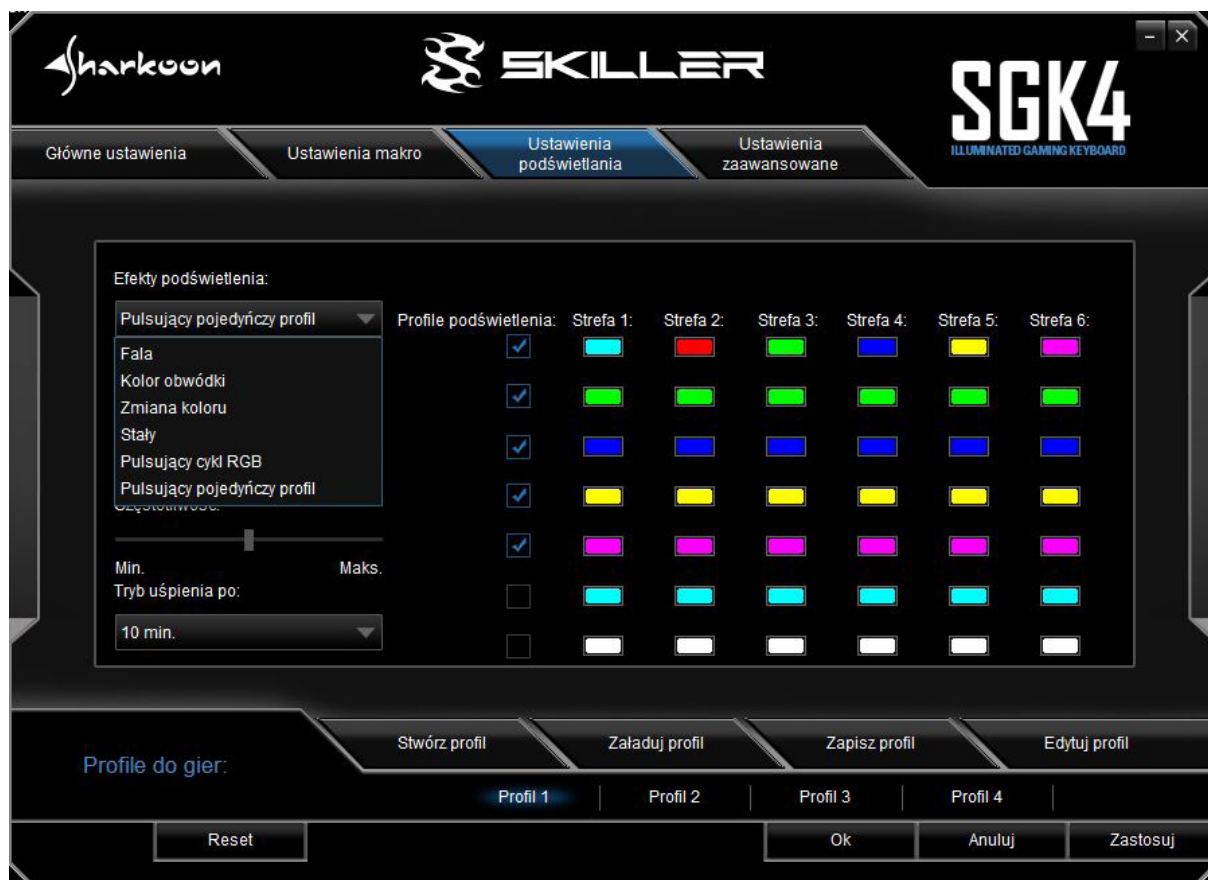 Sharkoon
SKILLER
SGK4
ILLUMINATED GAMING KEYBOARD
Główne ustawienia
Ustawienia makro
Ustawienia
podświetlania
Ustawienia
zaawansowane
Efekty podświetlenia:
Pulsujący pojedyńczy profil
Profile podświetlenia: Strefa 1: Strefa 2: Strefa 3: Strefa 4: Strefa 5: Strefa 6:
Fala
Kolor obwódki
Zmiana koloru
Stały
Pulsujący cykl RGB
Pulsujący pojedyńczy profil
Min. Maks.
Tryb uśpienia po:
10 min.
Stwórz profil Załaduj profil Zapisz profil Edytuj profil
Profile do gier:
Profil 1 Profil 2 Profil 3 Profil 4
Reset Ok Anuluj Zastosuj